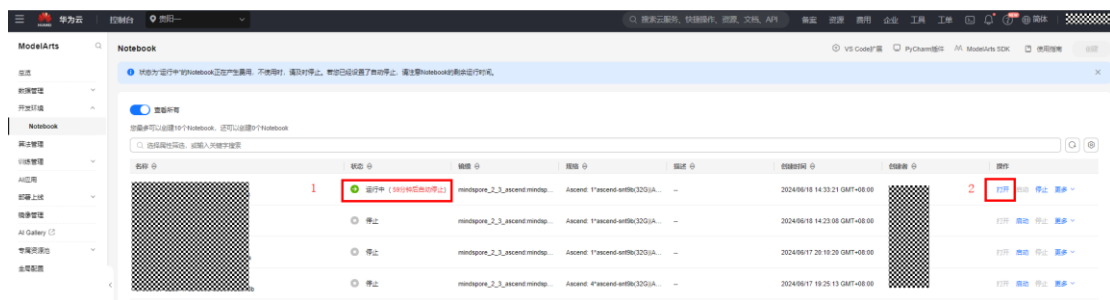 华为云 控制台 贵阳一 搜索云服务、快捷操作、资源、文档、API 备案 资源 费用 企业 工具 工单 简体
ModelArts Notebook VS Code扩展 PyCharm插件 ModelArts SDK 使用指南 创建
总览
状态为"运行中"的Notebook正在产生费用，不使用时，请及时停止。若您已经设置了自动停止，请注意Notebook的剩余运行时间。
数据管理
开发环境
查看所有
Notebook
您最多可以创建10个Notebook，还可以创建0个Notebook
算法管理
选择属性筛选，或输入关键字搜索
训练管理
名称 状态 镜像 规格 描述 创建时间 创建者 操作
AI应用
1 运行中（58分钟后自动停止） mindspore_2_3_ascend:mindsp... Ascend: 1*ascend-snt9b(32G)|A... -- 2024/06/18 14:33:21 GMT+08:00 2 打开 启动 停止 更多
部署上线
镜像管理
停止 mindspore_2_3_ascend:mindsp... Ascend: 1*ascend-snt9b(32G)|A... -- 2024/06/18 14:23:08 GMT+08:00 打开 启动 停止 更多
AI Gallery
专属资源池
停止 mindspore_2_3_ascend:mindsp... Ascend: 1*ascend-snt9b(32G)|A... -- 2024/06/17 20:10:20 GMT+08:00 打开 启动 停止 更多
全局配置
停止 mindspore_2_3_ascend:mindsp... Ascend: 4*ascend-snt9b(32G)|A... -- 2024/06/17 19:25:13 GMT+08:00 打开 启动 停止 更多